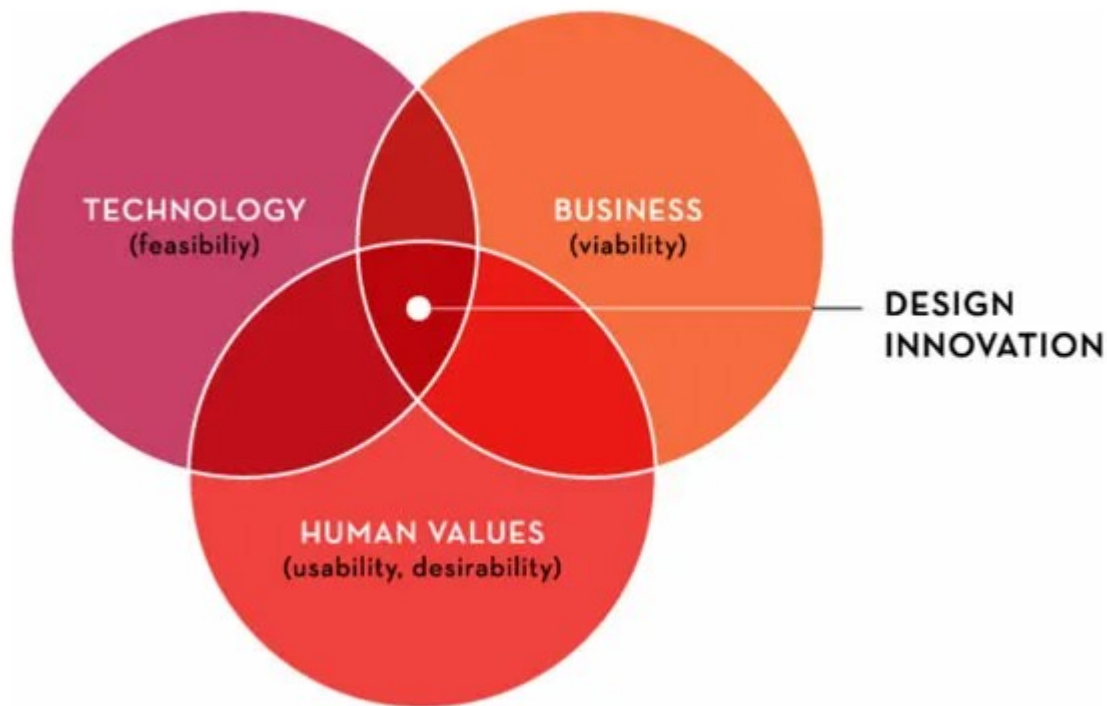 TECHNOLOGY
(feasibiliy)
BUSINESS
(viability)
DESIGN
INNOVATION
HUMAN VALUES
(usability, desirability)